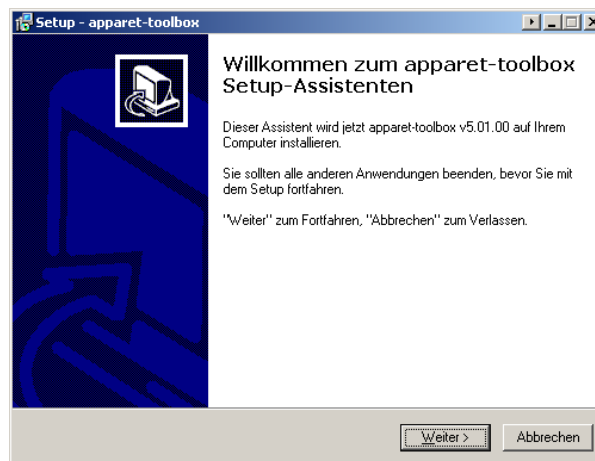 Setup - apparet-toolbox
Willkommen zum apparet-toolbox
Setup-Assistenten
Dieser Assistent wird jetzt apparet-toolbox v5.01.00 auf Ihrem
Computer installieren.
Sie sollten alle anderen Anwendungen beenden, bevor Sie mit
dem Setup fortfahren.
"Weiter" zum Fortfahren, "Abbrechen" zum Verlassen.
Weiter > Abbrechen